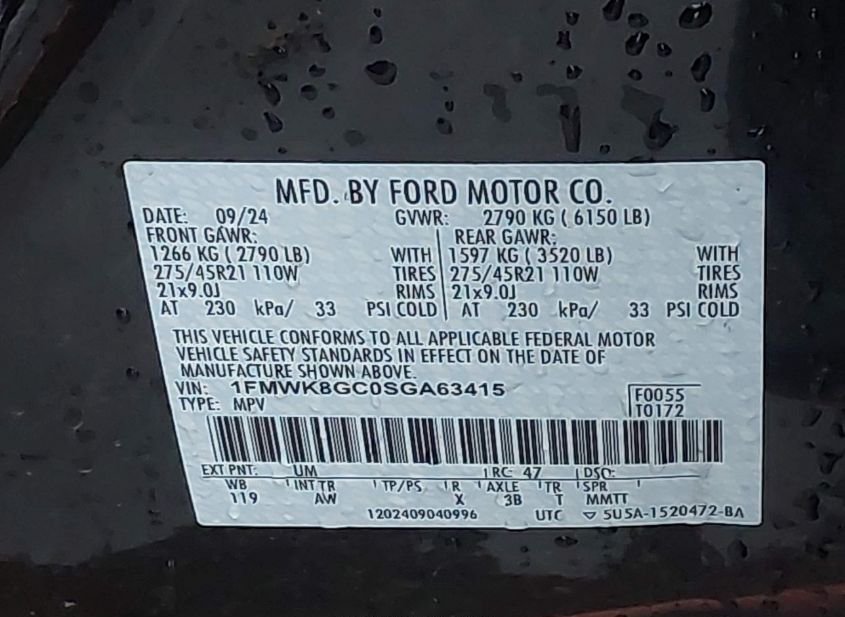 MFD. BY FORD MOTOR CO.
DATE: 09/24 GVWR: 2790 KG ( 6150 LB)
FRONT GAWR: REAR GAWR:
1266 KG ( 2790 LB) WITH 1597 KG ( 3520 LB) WITH
275/45R21 110W TIRES 275/45R21 110W TIRES
21x9.0J RIMS 21x9.0J RIMS
AT 230 kPa/ 33 PSI COLD AT 230 kPa/ 33 PSI COLD
THIS VEHICLE CONFORMS TO ALL APPLICABLE FEDERAL MOTOR
VEHICLE SAFETY STANDARDS IN EFFECT ON THE DATE OF
MANUFACTURE SHOWN ABOVE.
VIN: 1FMWK8GC0SGA63415
TYPE: MPV
F0055
T0172
EXT PNT: UM RC: 47 DSO:
WB INT TR TP/PS R AXLE TR SPR
119 AW X 3B T MMTT
1202409040996 UTC ▽ 5U5A-1520472-BA